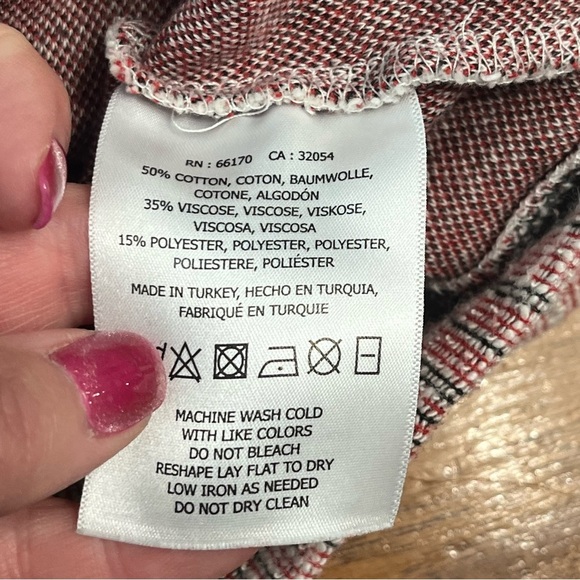 RN : 66170 CA : 32054
50% COTTON, COTON, BAUMWOLLE,
COTONE, ALGODÓN
35% VISCOSE, VISCOSE, VISKOSE,
VISCOSA, VISCOSA
15% POLYESTER, POLYESTER, POLYESTER,
POLIESTERE, POLIÉSTER
MADE IN TURKEY, HECHO EN TURQUIA,
FABRIQUÉ EN TURQUIE
MACHINE WASH COLD
WITH LIKE COLORS
DO NOT BLEACH
RESHAPE LAY FLAT TO DRY
LOW IRON AS NEEDED
DO NOT DRY CLEAN